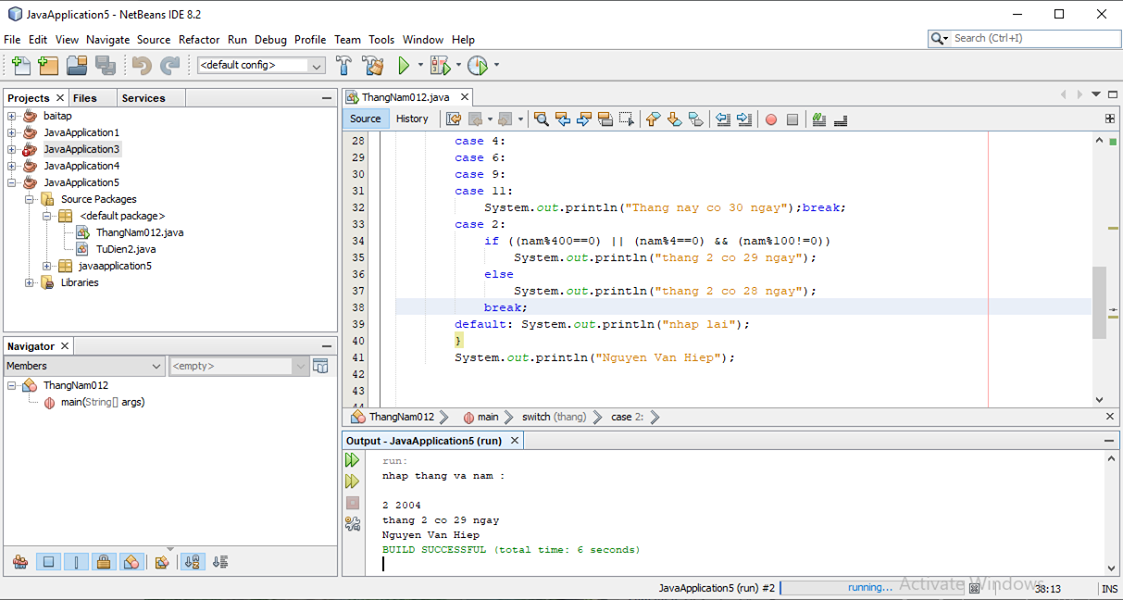 JavaApplication5 - NetBeans IDE 8.2
File Edit View Navigate Source Refactor Run Debug Profile Team Tools Window Help
Search (Ctrl+I)
<default config>
Projects Files Services
baitap
JavaApplication1
JavaApplication3
JavaApplication4
JavaApplication5
Source Packages
<default package>
ThangNam012.java
TuDien2.java
javaapplication5
Libraries
Navigator
Members <empty>
ThangNam012
main(String[] args)
ThangNam012.java
Source History
28 case 4:
29 case 6:
30 case 9:
31 case 11:
32 System.out.println("Thang nay co 30 ngay");break;
33 case 2:
34 if ((nam%400==0) || (nam%4==0) && (nam%100!=0))
35 System.out.println("thang 2 co 29 ngay");
36 else
37 System.out.println("thang 2 co 28 ngay");
38 break;
39 default: System.out.println("nhap lai");
40 }
41 System.out.println("Nguyen Van Hiep");
42
43
44
ThangNam012 main switch (thang) case 2:
Output - JavaApplication5 (run)
run:
nhap thang va nam :
2 2004
thang 2 co 29 ngay
Nguyen Van Hiep
BUILD SUCCESSFUL (total time: 6 seconds)
JavaApplication5 (run) #2 running... Activate Windows 38:13 INS